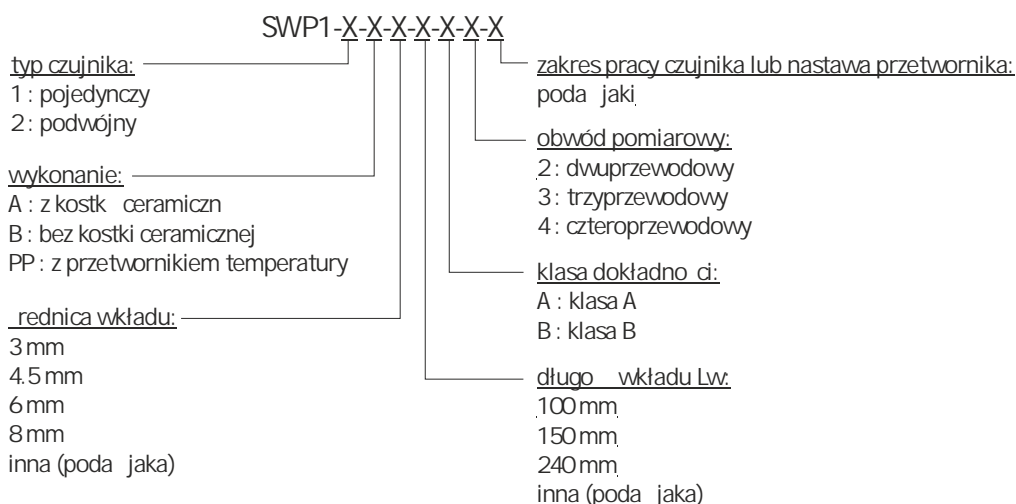 SWP1-X-X-X-X-X-X-X
typ czujnika:
1 : pojedynczy
2 : podwójny
wykonanie:
A : z kostk ceramiczn
B : bez kostki ceramicznej
PP : z przetwornikiem temperatury
rednica wkładu:
3 mm
4.5 mm
6 mm
8 mm
inna (poda jaka)
zakres pracy czujnika lub nastawa przetwornika:
poda jaki
obwód pomiarowy:
2 : dwuprzewodowy
3 : trzyprzewodowy
4 : czteroprzewodowy
klasa dokładno ci:
A : klasa A
B : klasa B
długo wkładu Lw:
100 mm
150 mm
240 mm
inna (poda jaka)